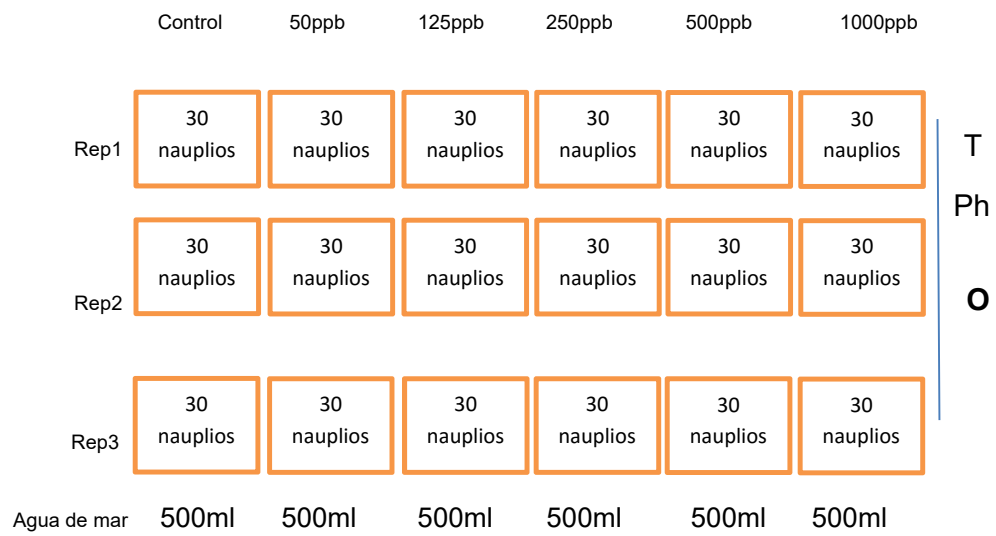 Control 50ppb 125ppb 250ppb 500ppb 1000ppb
30 30 30 30 30 30
Rep1 nauplios nauplios nauplios nauplios nauplios nauplios T
Ph
30 30 30 30 30 30
nauplios nauplios nauplios nauplios nauplios nauplios
Rep2 O
30 30 30 30 30 30
Rep3 nauplios nauplios nauplios nauplios nauplios nauplios
Agua de mar 500ml 500ml 500ml 500ml 500ml 500ml